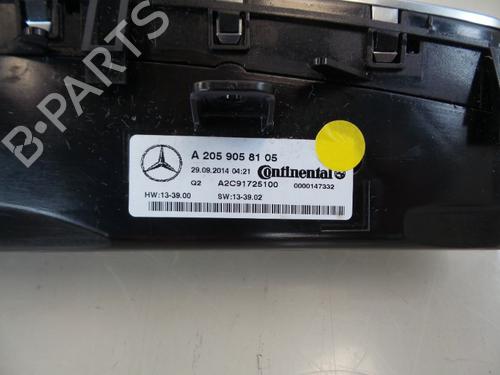 B-PARTS
A 205 905 81 05
29.09.2014 04:21 Continental
Q2 A2C91725100 0000147332
HW:13-39.00 SW:13-39.02